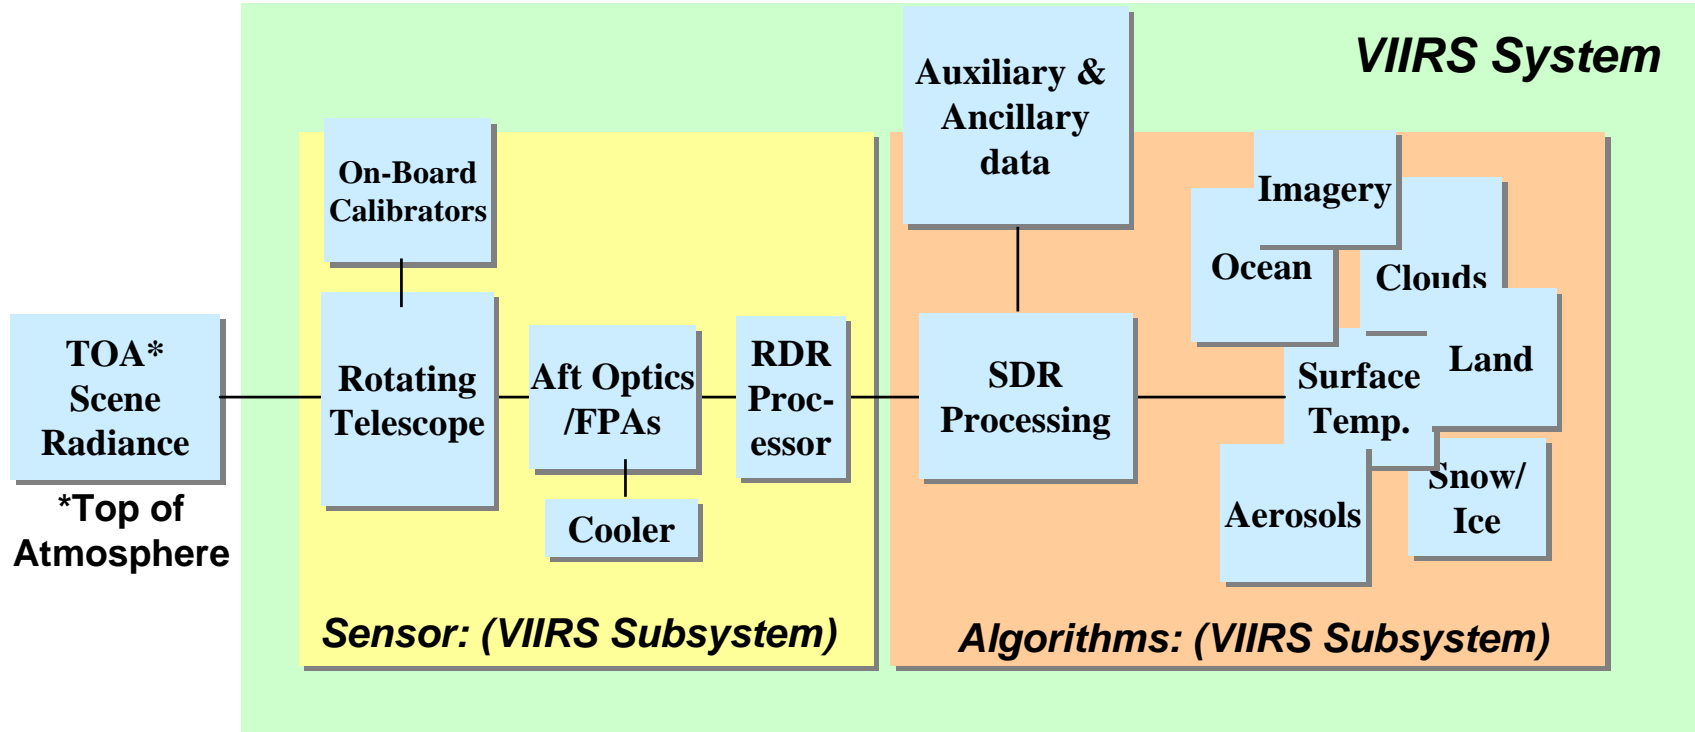 VIIRS System
Auxiliary &
Ancillary
data
On-Board
Calibrators
Imagery
Ocean
Clouds
TOA*
Scene
Radiance
*Top of
Atmosphere
Rotating
Telescope
Aft Optics
/FPAs
Cooler
RDR
Proc-
essor
SDR
Processing
Surface
Temp.
Land
Aerosols
Snow/
Ice
Sensor: (VIIRS Subsystem)
Algorithms: (VIIRS Subsystem)